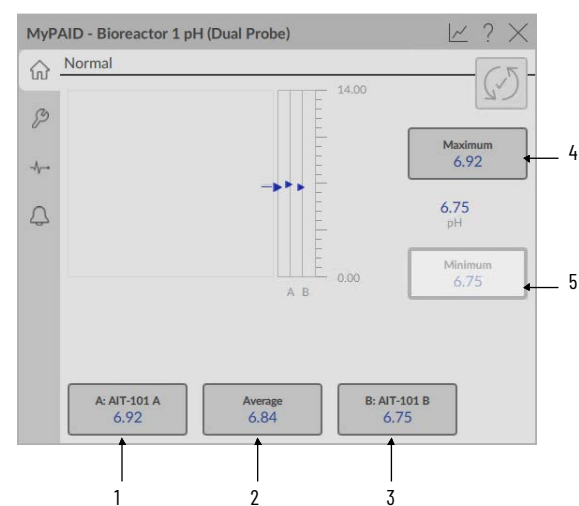 MyPAID - Bioreactor 1 pH (Dual Probe)
?
Normal
14.00
Maximum
6.92
4
6.75
pH
Minimum
6.75
5
0.00
A B
A: AIT-101 A
6.92
Average
6.84
B: AIT-101 B
6.75
1
2
3